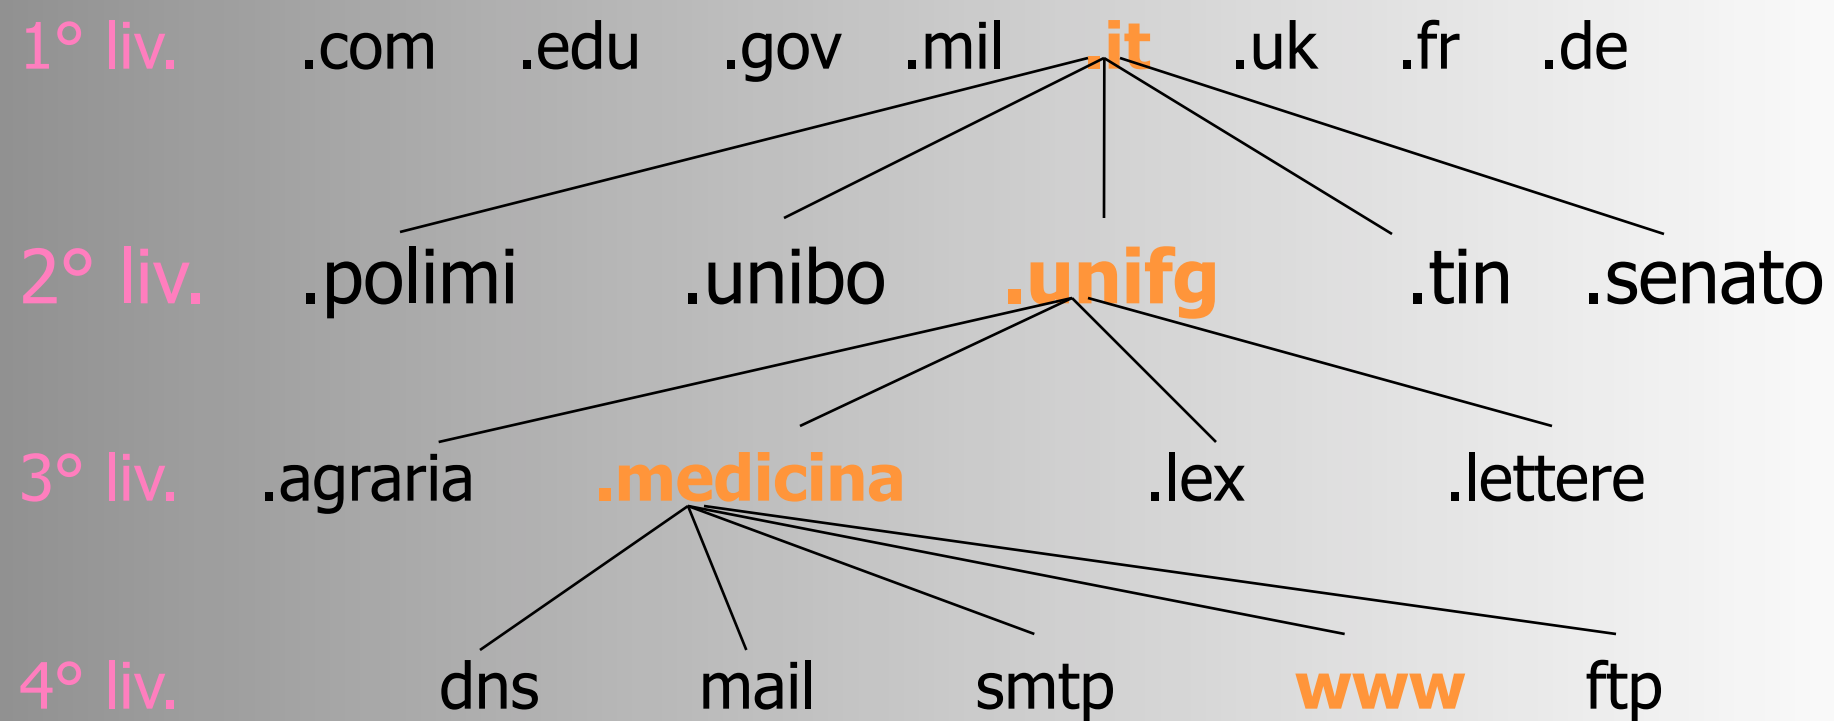 1° liv. .com .edu .gov .mil .it .uk .fr .de
2° liv. .polimi .unibo .unifg .tin .senato
3° liv. .agraria .medicina .lex .lettere
4° liv. dns mail smtp www ftp